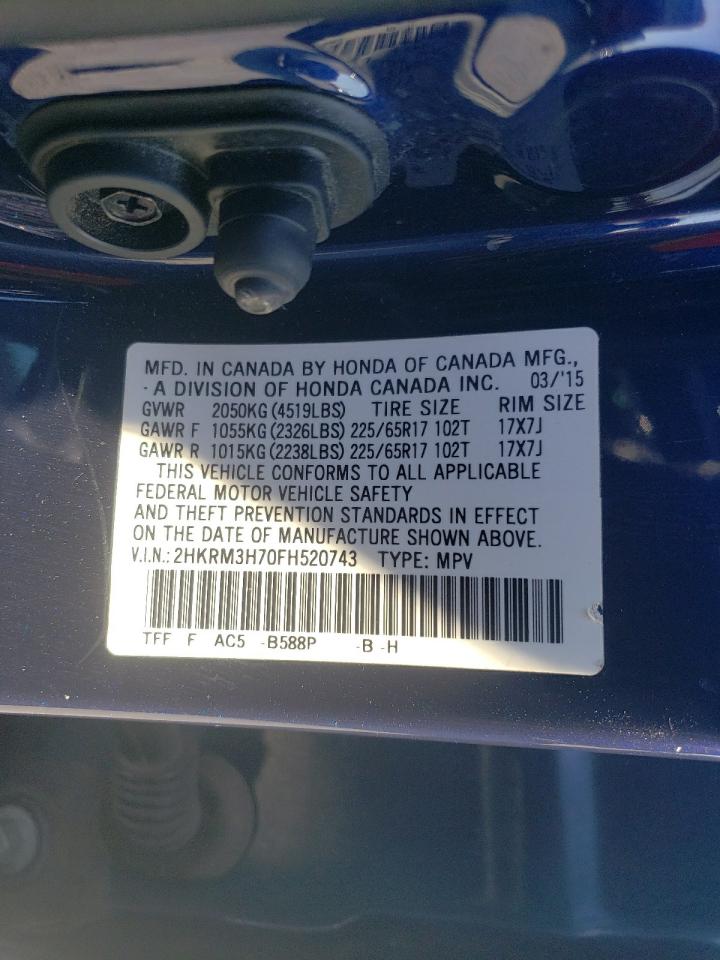 MFD. IN CANADA BY HONDA OF CANADA MFG.,
- A DIVISION OF HONDA CANADA INC. 03/'15
GVWR 2050KG (4519LBS) TIRE SIZE RIM SIZE
GAWR F 1055KG (2326LBS) 225/65R17 102T 17X7J
GAWR R 1015KG (2238LBS) 225/65R17 102T 17X7J
THIS VEHICLE CONFORMS TO ALL APPLICABLE
FEDERAL MOTOR VEHICLE SAFETY
AND THEFT PREVENTION STANDARDS IN EFFECT
ON THE DATE OF MANUFACTURE SHOWN ABOVE.
V.I.N.: 2HKRM3H70FH520743 TYPE: MPV
TFF F AC5 -B588P -B -H